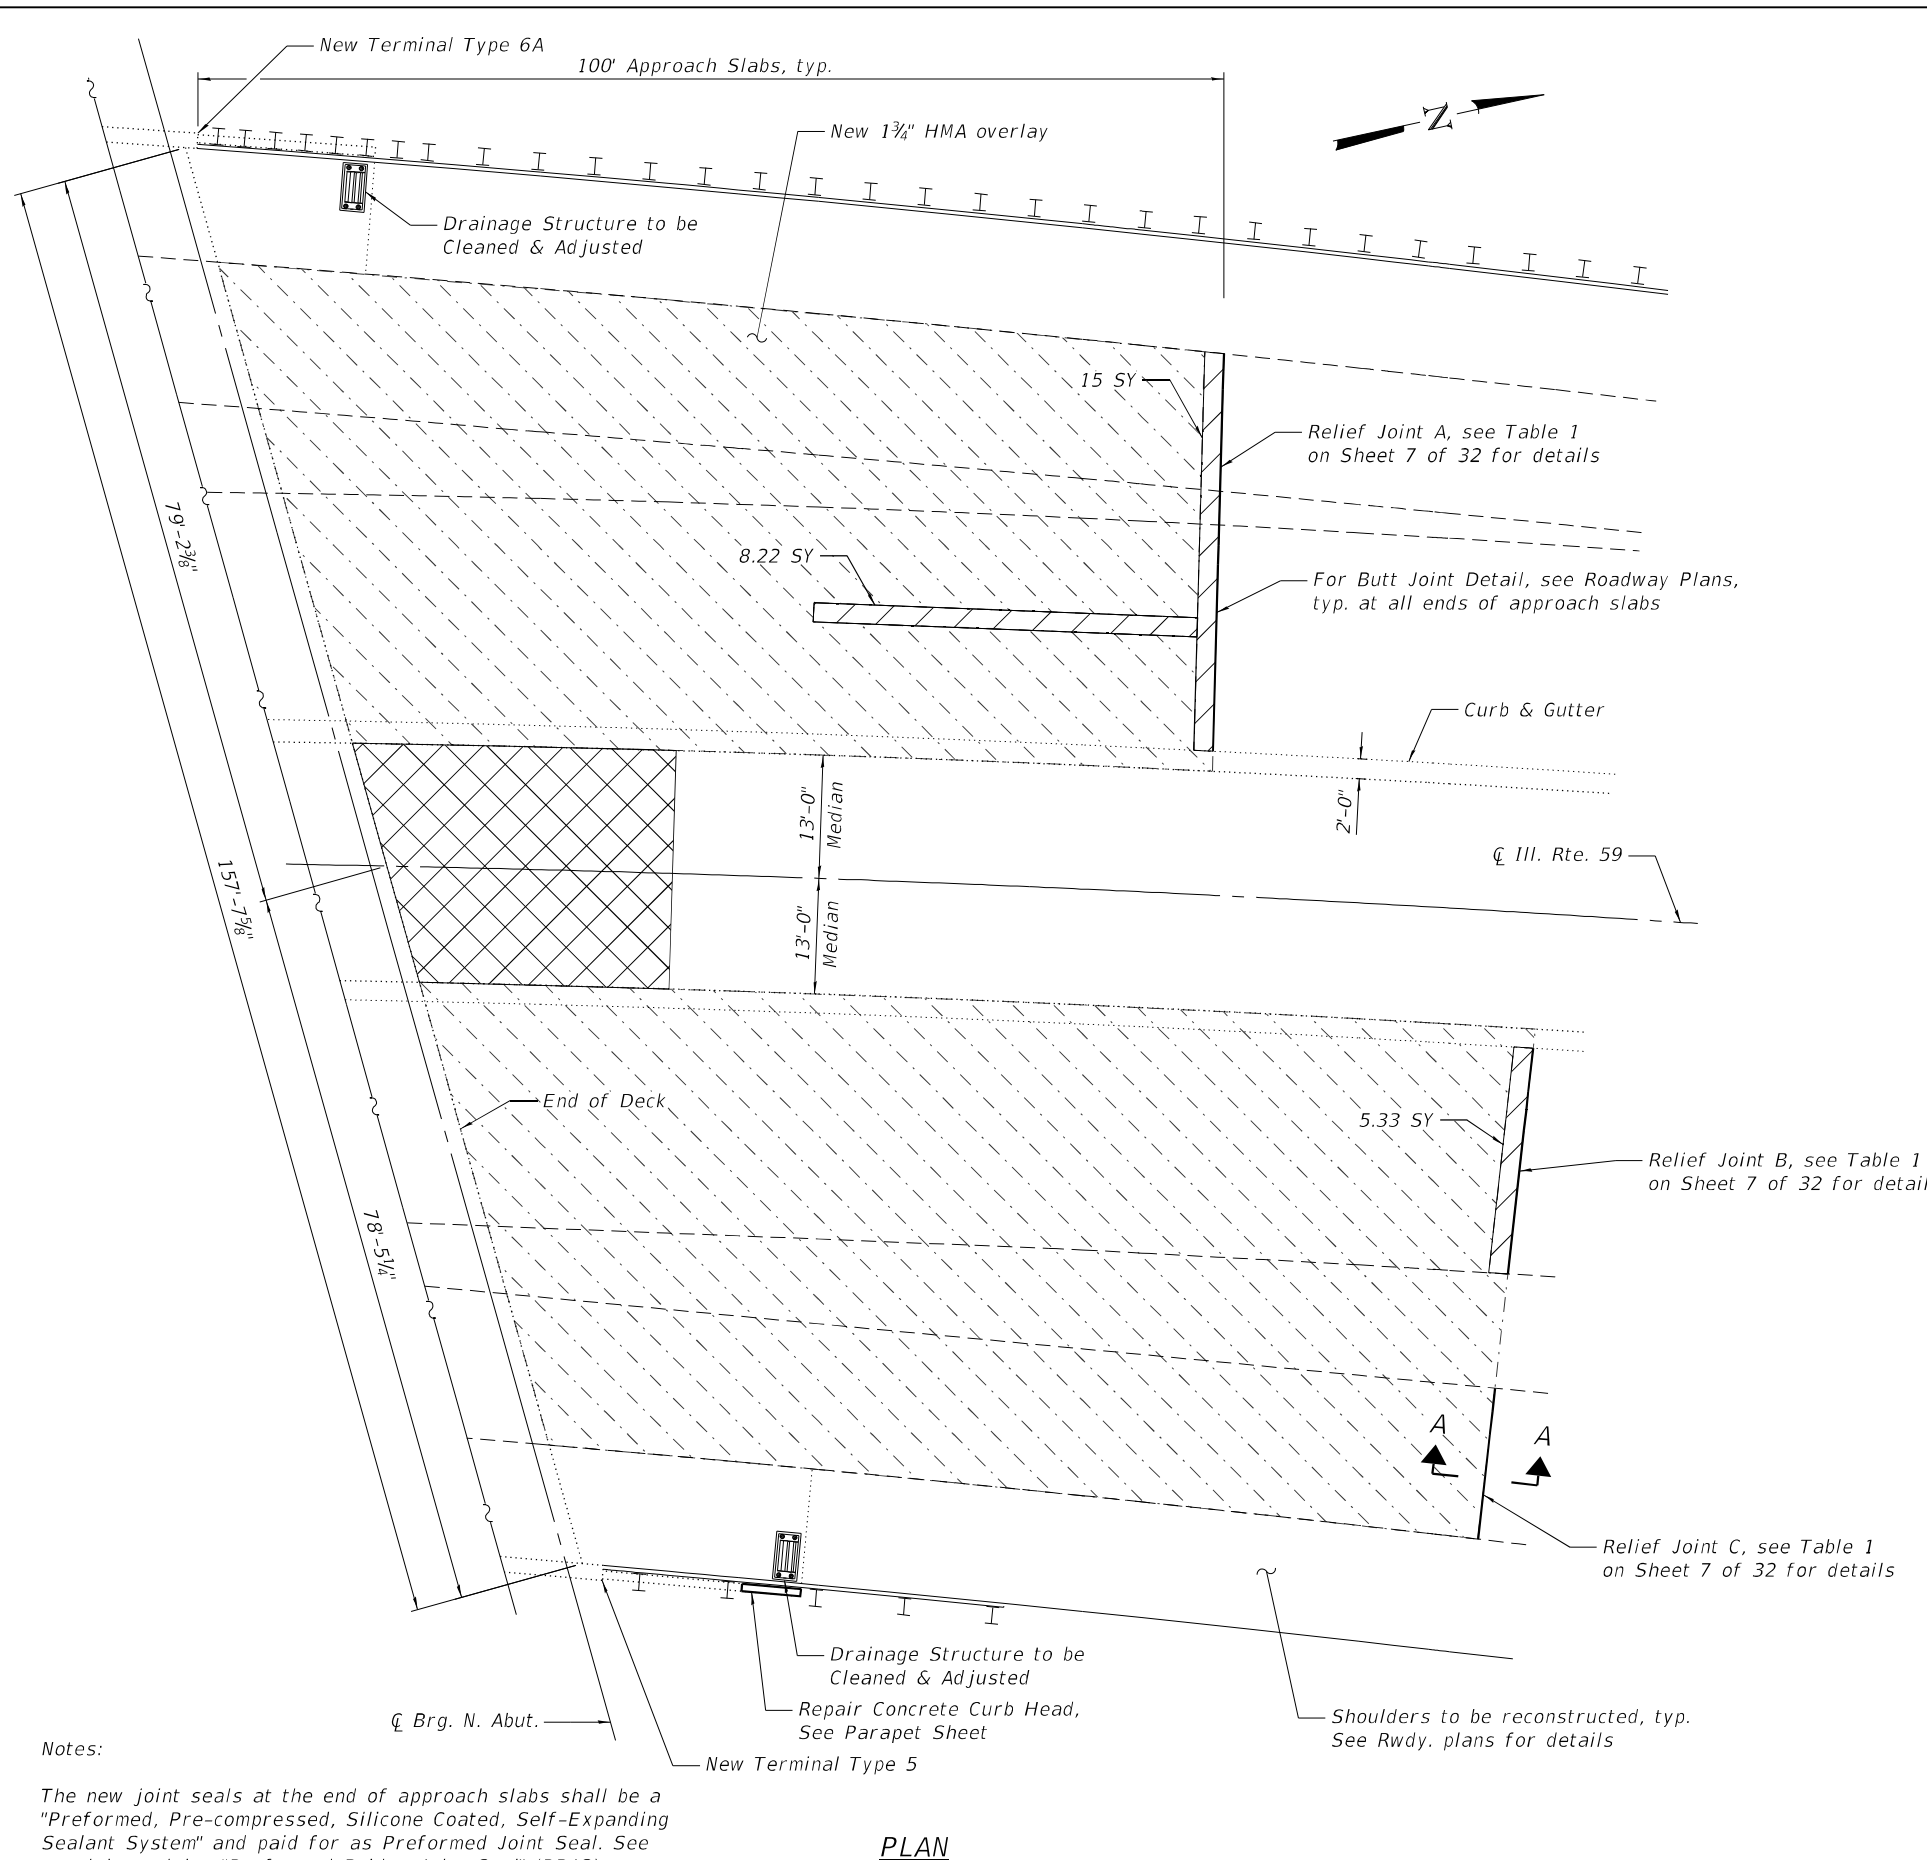 New Terminal Type 6A
100' Approach Slabs, typ.
New 1¾" HMA overlay
N
Drainage Structure to be
Cleaned & Adjusted
15 SY
Relief Joint A, see Table 1
on Sheet 7 of 32 for details
79'-2⅜"
8.22 SY
For Butt Joint Detail, see Roadway Plans,
typ. at all ends of approach slabs
Curb & Gutter
13'-0"
Median
2'-0"
℄ Ill. Rte. 59
157'-7⅝"
13'-0"
Median
End of Deck
5.33 SY
Relief Joint B, see Table 1
on Sheet 7 of 32 for detai
78'-5¼"
A
A
Relief Joint C, see Table 1
on Sheet 7 of 32 for details
Drainage Structure to be
Cleaned & Adjusted
Repair Concrete Curb Head,
See Parapet Sheet
℄ Brg. N. Abut.
Shoulders to be reconstructed, typ.
See Rwdy. plans for details
New Terminal Type 5
Notes:
The new joint seals at the end of approach slabs shall be a
"Preformed, Pre-compressed, Silicone Coated, Self-Expanding
Sealant System" and paid for as Preformed Joint Seal. See
PLAN